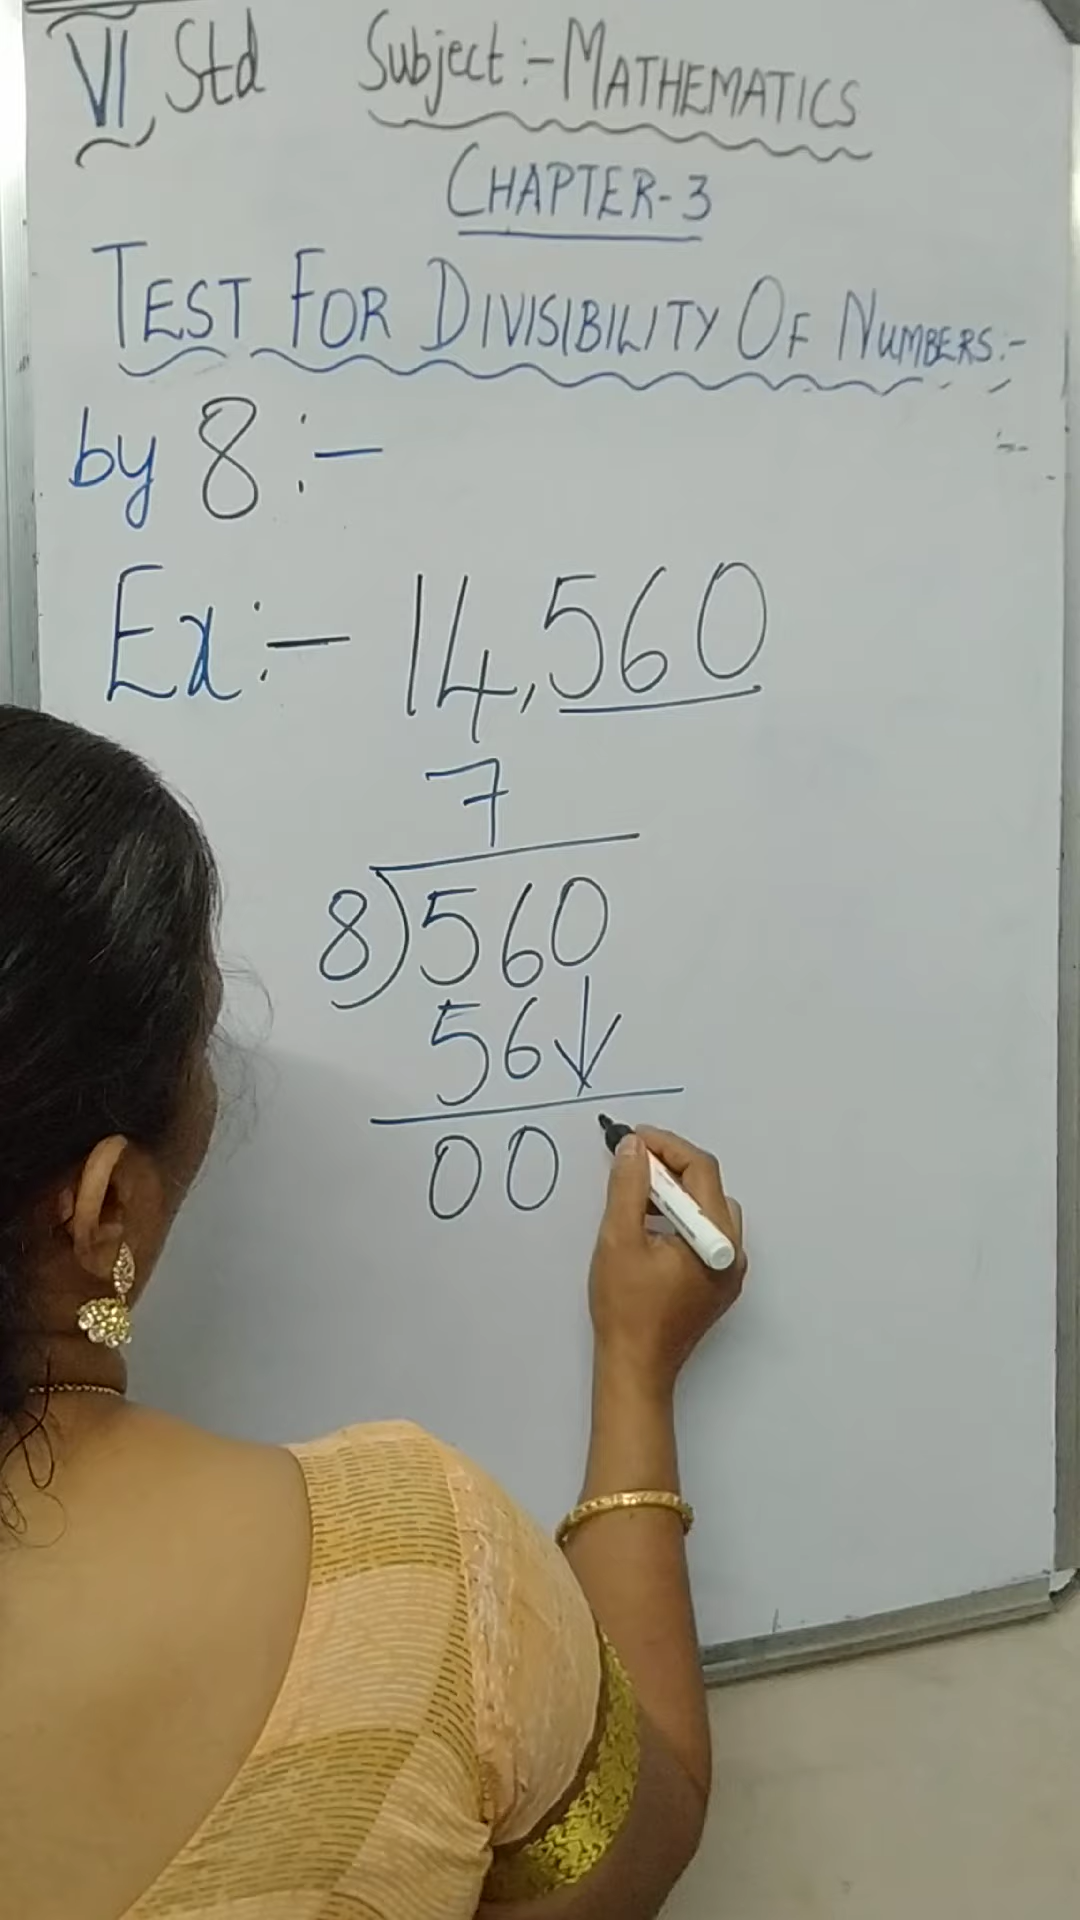 VI Std Subject:- MATHEMATICS
CHAPTER-3
TEST FOR DIVISIBILITY OF NUMBERS:-
by 8:-
Ex:- 14,560
7
8)560
56↓
00